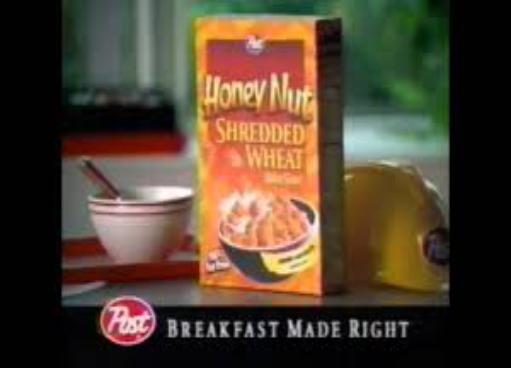 Post
Honey Nut
SHREDDED
WHEAT
Post
BREAKFAST MADE RIGHT